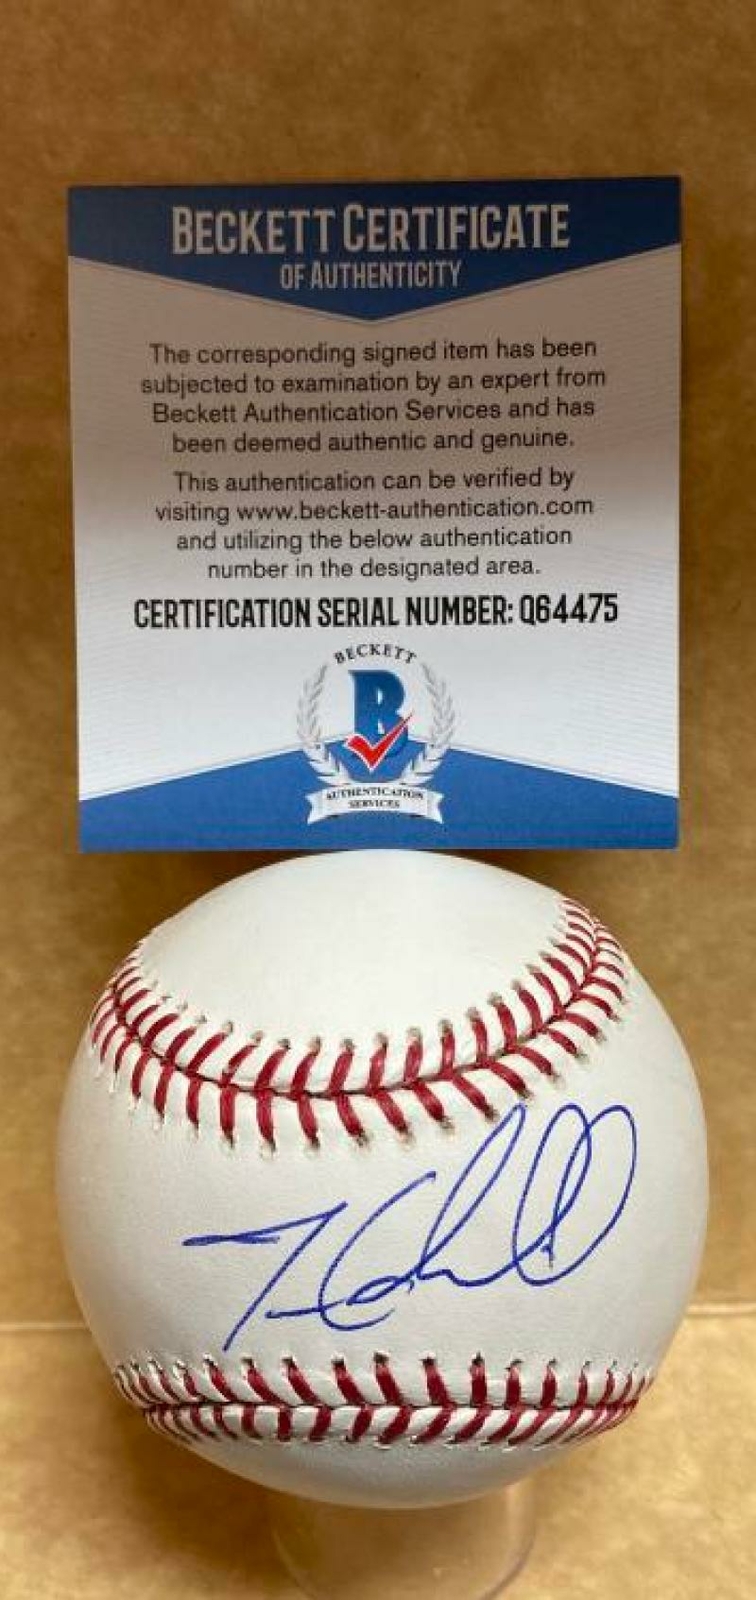 BECKETT CERTIFICATE
OF AUTHENTICITY
The corresponding signed item has been
subjected to examination by an expert from
Beckett Authentication Services and has
been deemed authentic and genuine.
This authentication can be verified by
visiting www.beckett-authentication.com
and utilizing the below authentication
number in the designated area.
CERTIFICATION SERIAL NUMBER: Q64475
BECKETT
B
AUTHENTICATION
SERVICES